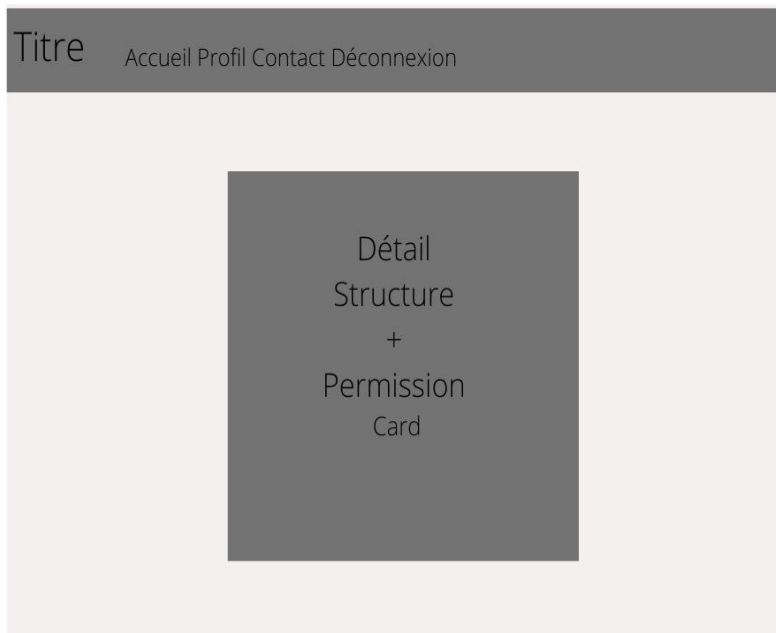 Titre
Accueil Profil Contact Déconnexion
Détail
Structure
+
Permission
Card